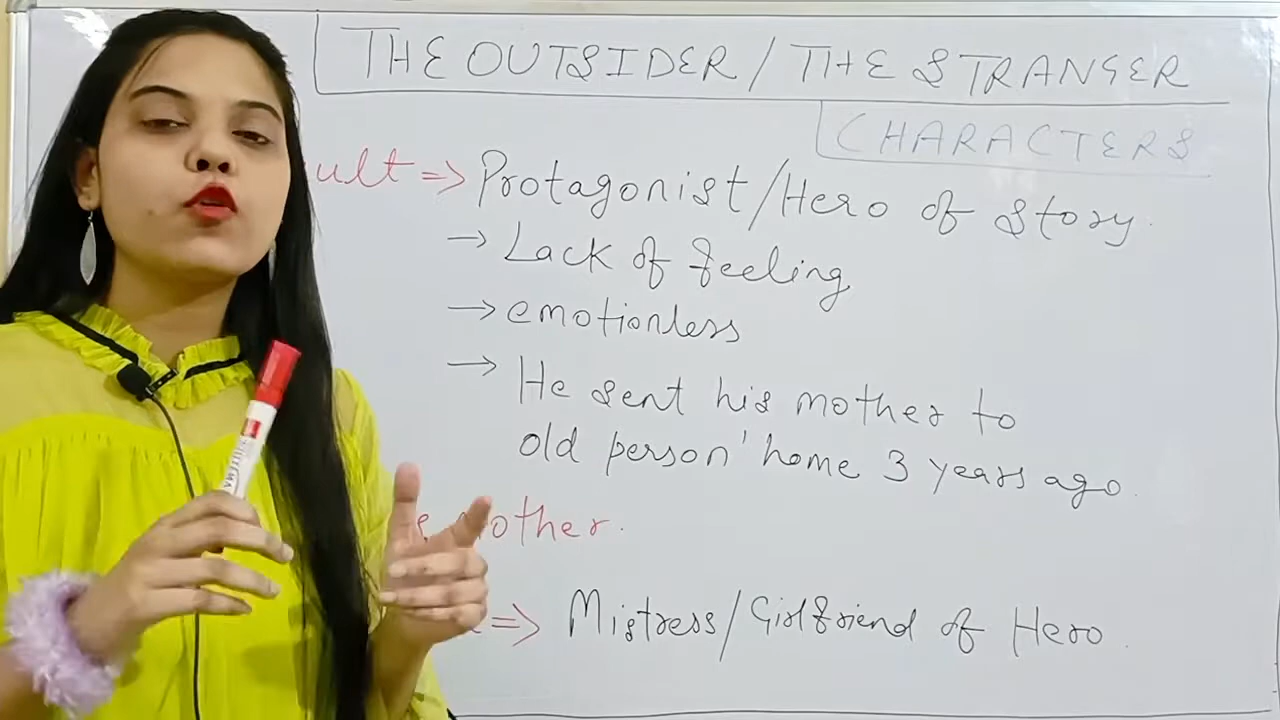 THE OUTSIDER / THE STRANGER
CHARACTERS
ult => Protagonist/Hero of Story.
→ Lack of feeling
→ emotionless
→ He sent his mother to
old person' home 3 years ago.
mother.
=> Mistress/Girlfriend of Hero.